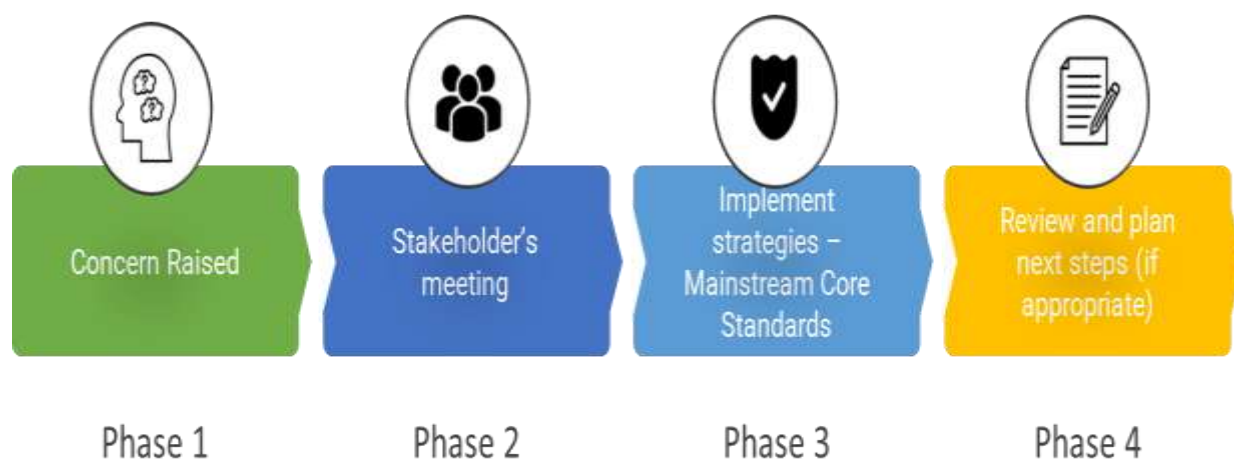 Concern Raised
Stakeholder's
meeting
Implement
strategies –
Mainstream Core
Standards
Review and plan
next steps (if
appropriate)
Phase 1
Phase 2
Phase 3
Phase 4